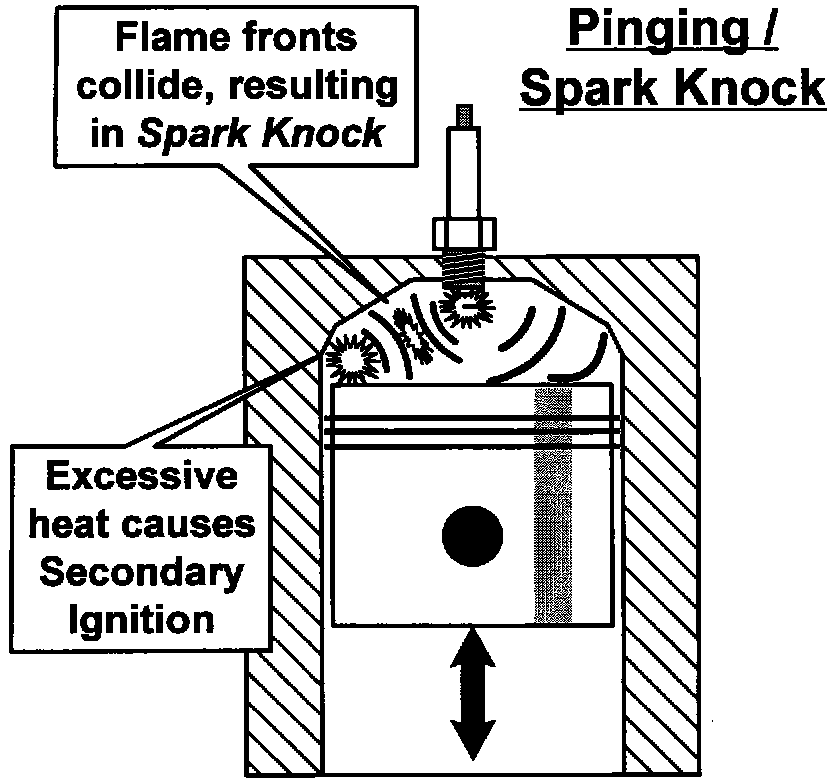 Pinging /
Spark Knock
Flame fronts
collide, resulting
in Spark Knock
Excessive
heat causes
Secondary
Ignition